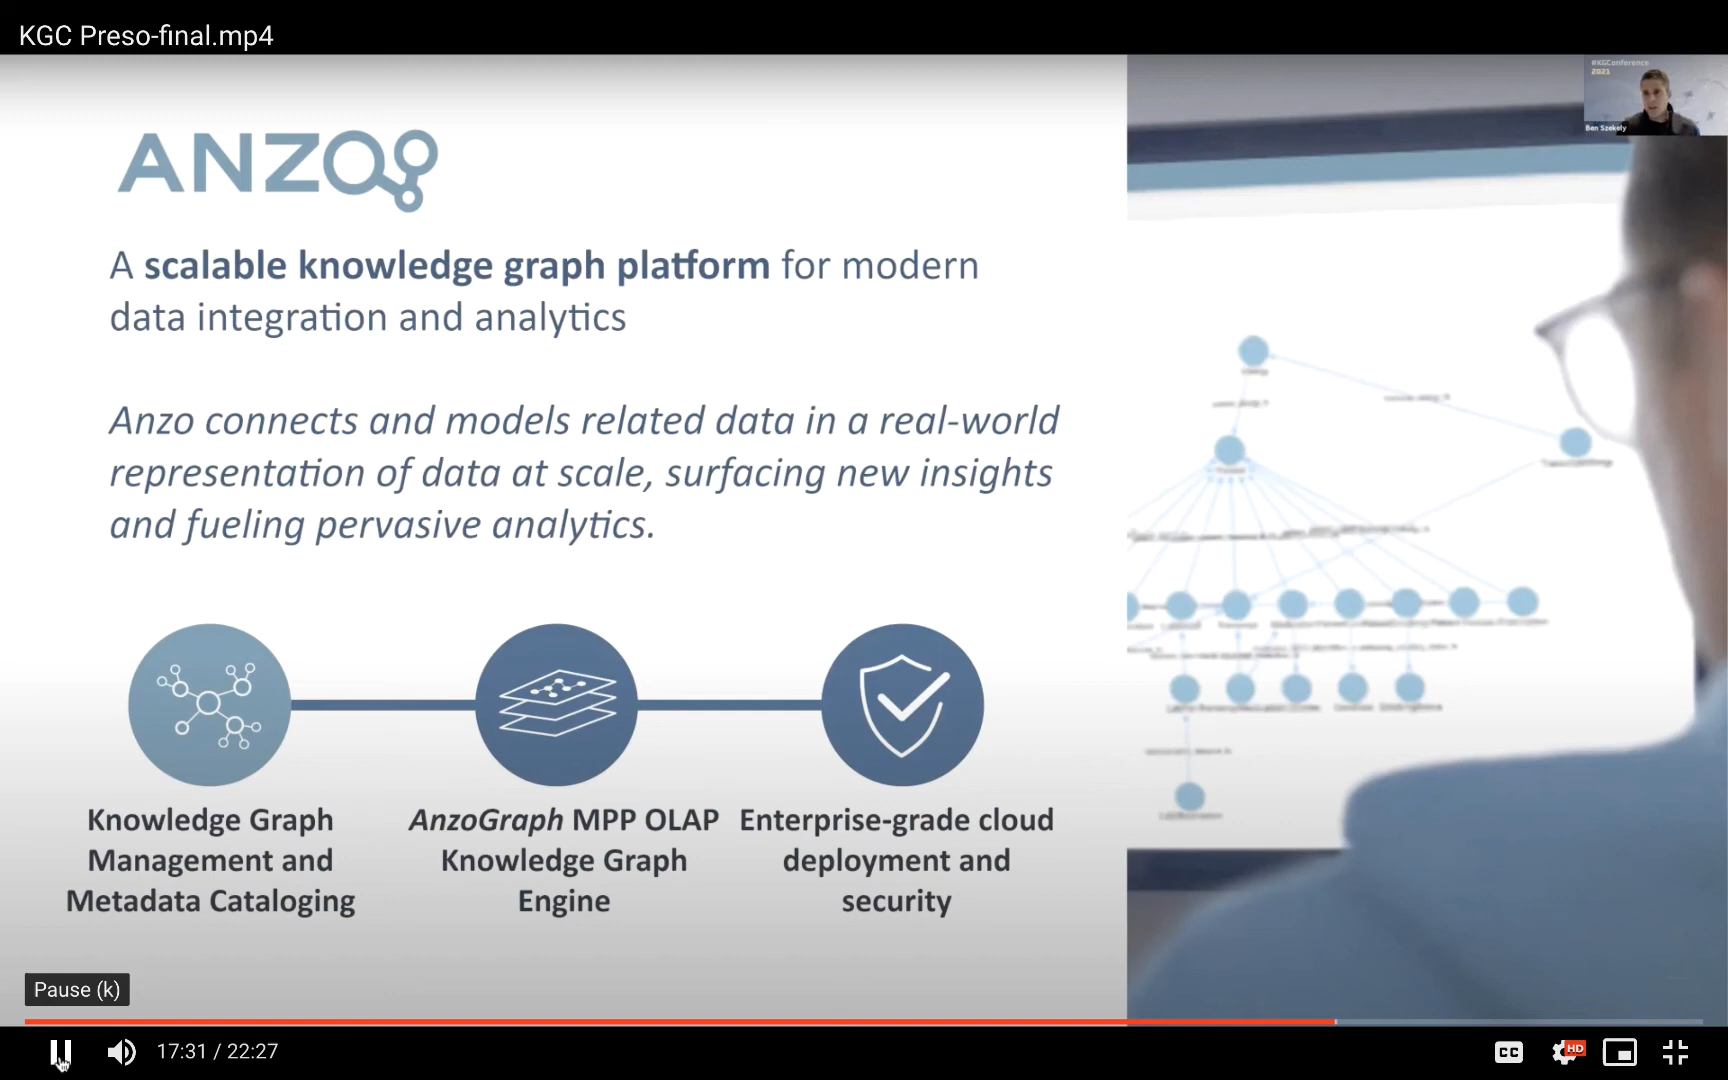 KGC Preso-final.mp4
#KGConference
2021
Ben Szekely
ANZO
A scalable knowledge graph platform for modern
data integration and analytics
Anzo connects and models related data in a real-world
representation of data at scale, surfacing new insights
and fueling pervasive analytics.
Knowledge Graph
Management and
Metadata Cataloging
AnzoGraph MPP OLAP
Knowledge Graph
Engine
Enterprise-grade cloud
deployment and
security
Pause (k)
17:31 / 22:27
CC
HD